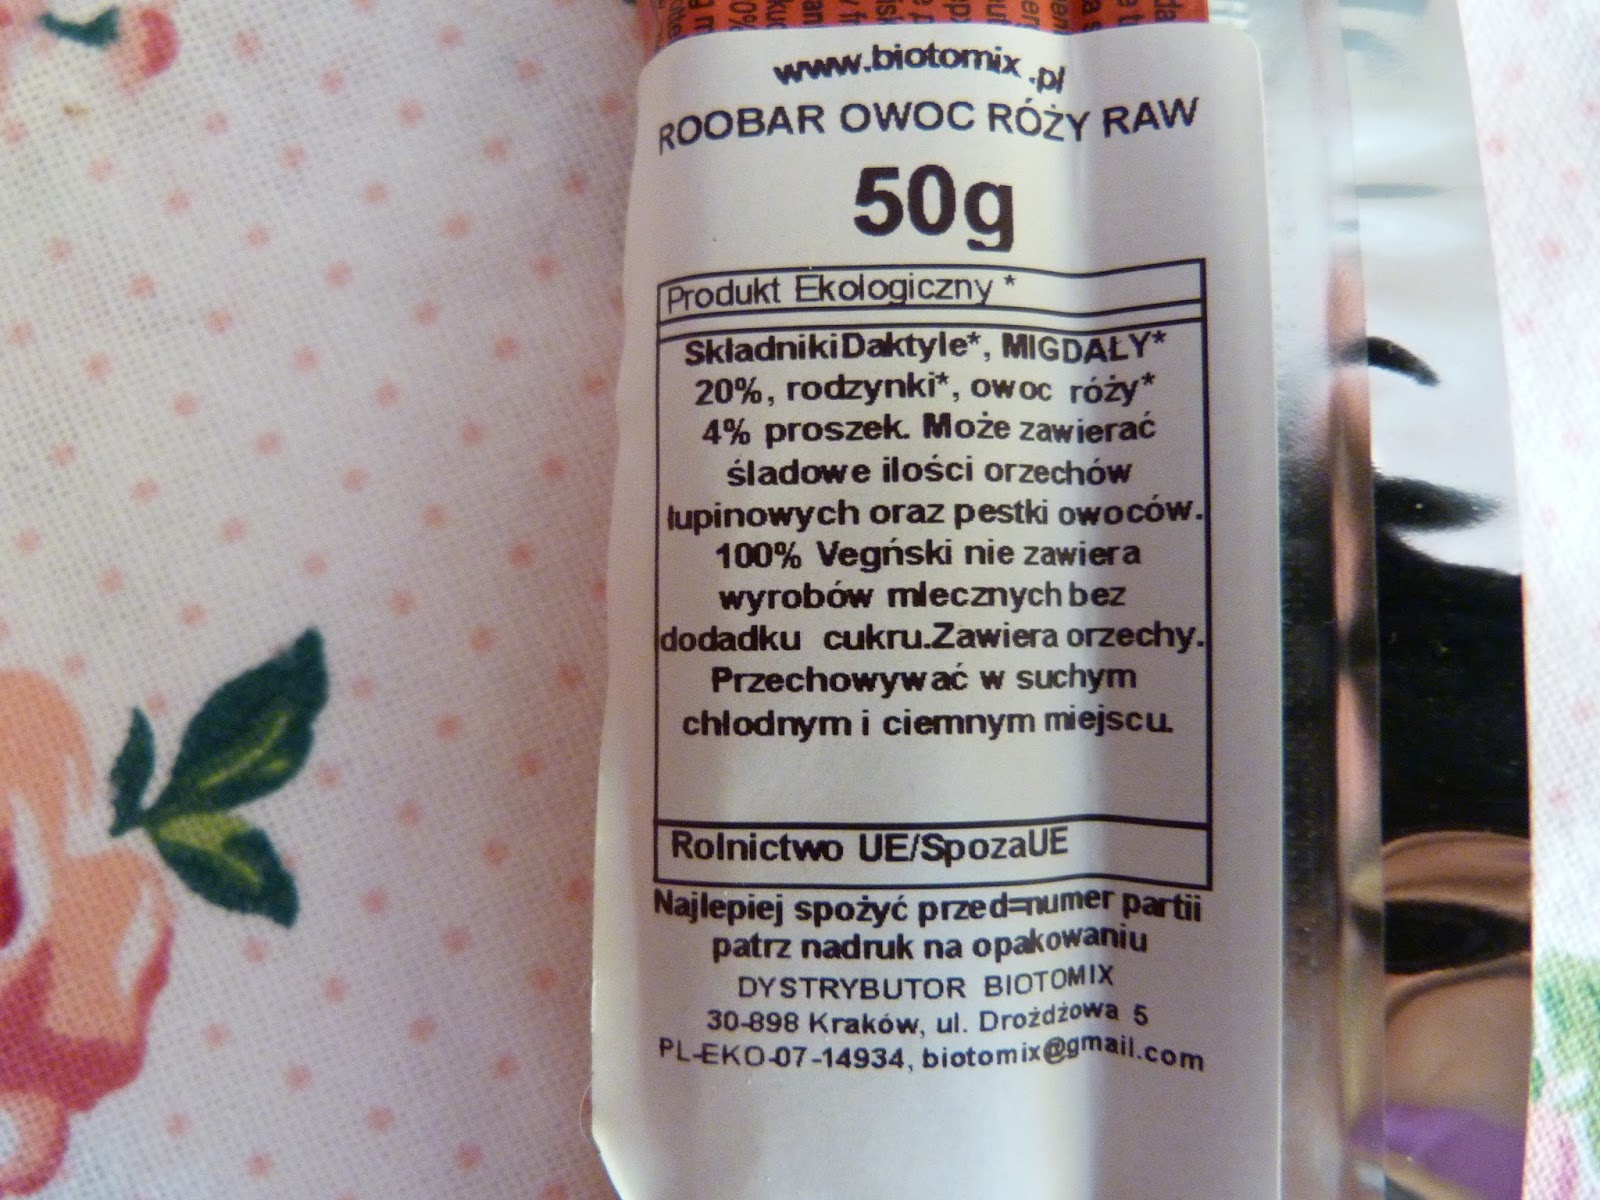 www.biotomix.pl
ROOBAR OWOC RÓŻY RAW
50g
Produkt Ekologiczny *
SkładnikiDaktyle*, MIGDAŁY*
20%, rodzynki*, owoc róży*
4% proszek. Może zawierać
śladowe ilości orzechów
łupinowych oraz pestki owoców.
100% Vegński nie zawiera
wyrobów mlecznych bez
dodadku cukru.Zawiera orzechy.
Przechowywać w suchym
chłodnym i ciemnym miejscu.
Rolnictwo UE/SpozaUE
Najlepiej spożyć przed=numer partii
patrz nadruk na opakowaniu
DYSTRYBUTOR BIOTOMIX
30-898 Kraków, ul. Drożdżowa 5
PL-EKO-07-14934, biotomix@gmail.com